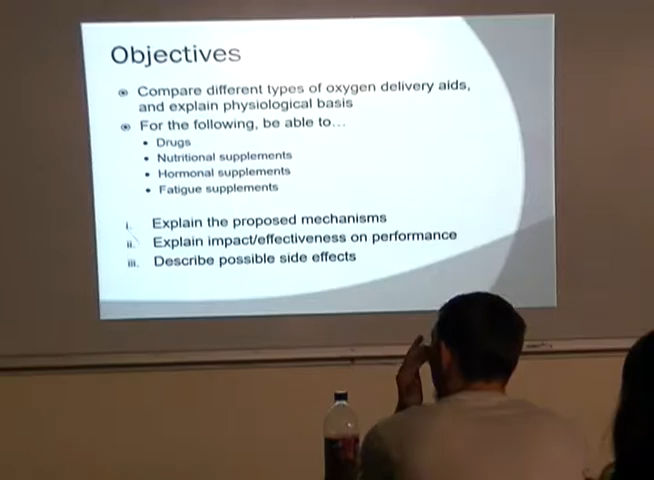 Objectives
Compare different types of oxygen delivery aids,
and explain physiological basis
For the following, be able to...
• Drugs
• Nutritional supplements
• Hormonal supplements
• Fatigue supplements
i. Explain the proposed mechanisms
ii. Explain impact/effectiveness on performance
iii. Describe possible side effects